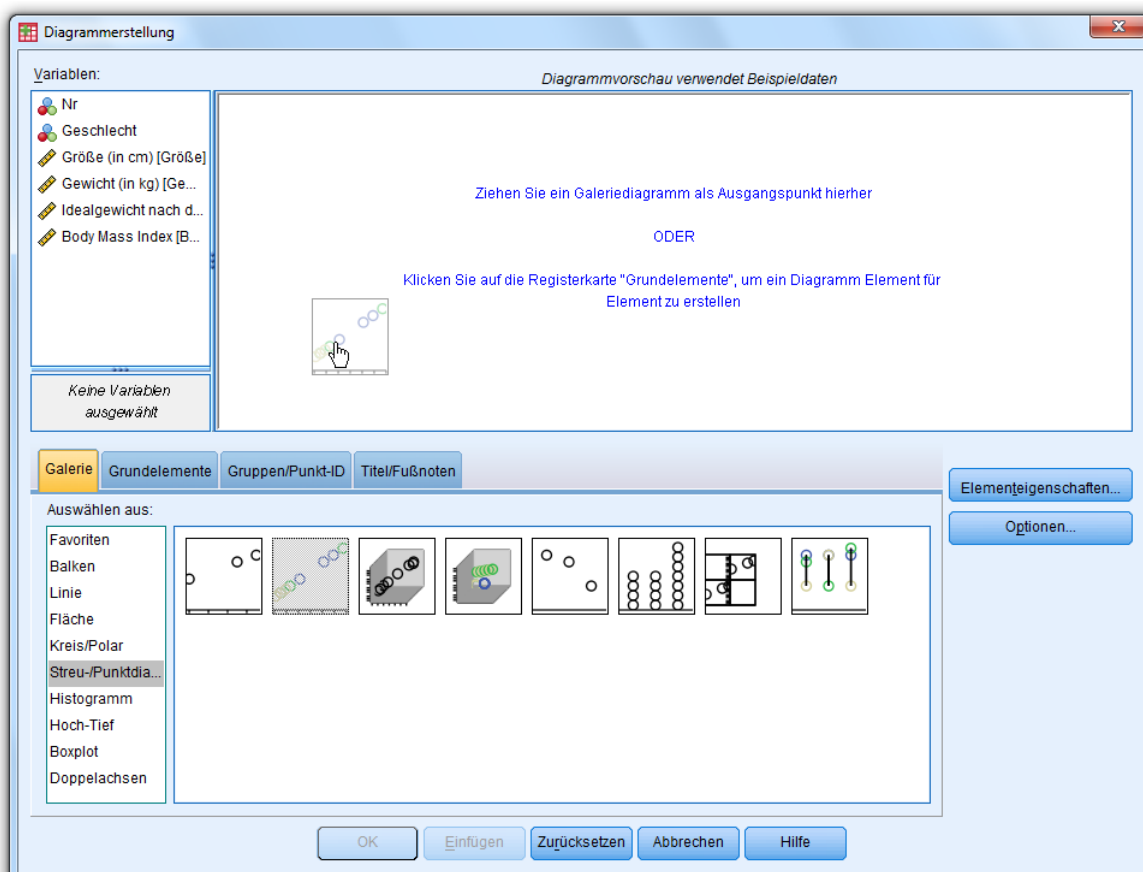 Diagrammerstellung
Variablen:
Diagrammvorschau verwendet Beispieldaten
Nr
Geschlecht
Größe (in cm) [Größe]
Gewicht (in kg) [Ge...
Idealgewicht nach d...
Body Mass Index [B...
Keine Variablen
ausgewählt
Ziehen Sie ein Galeriediagramm als Ausgangspunkt hierher
ODER
Klicken Sie auf die Registerkarte "Grundelemente", um ein Diagramm Element für
Element zu erstellen
Galerie
Grundelemente
Gruppen/Punkt-ID
Titel/Fußnoten
Auswählen aus:
Favoriten
Balken
Linie
Fläche
Kreis/Polar
Streu-/Punktdia...
Histogramm
Hoch-Tief
Boxplot
Doppelachsen
Elementeigenschaften...
Optionen...
OK
Einfügen
Zurücksetzen
Abbrechen
Hilfe